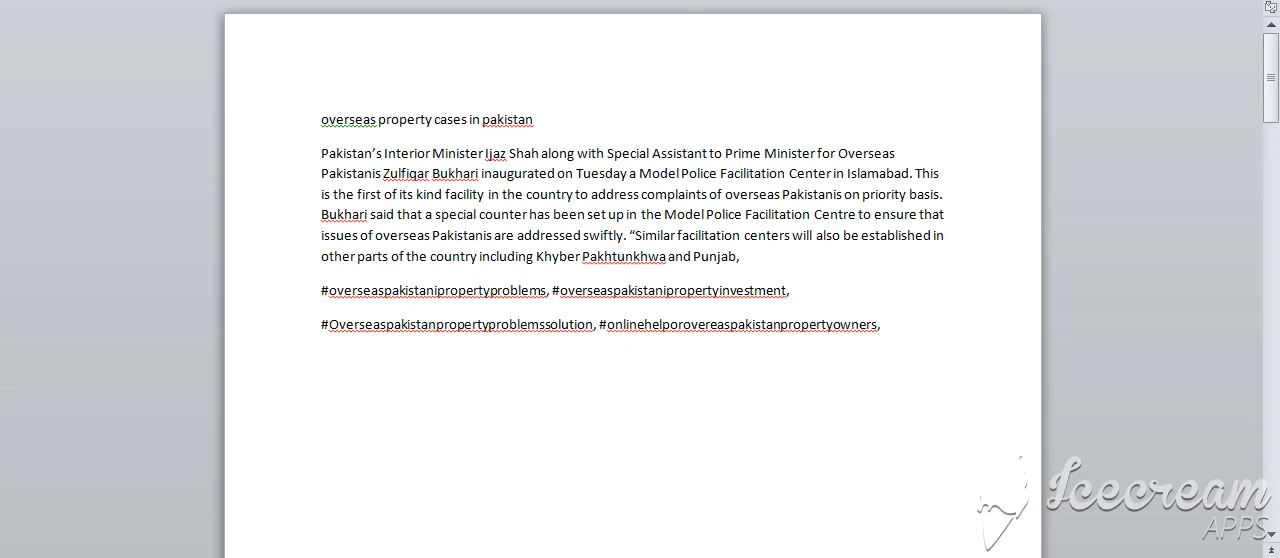 overseas property cases in pakistan
Pakistan’s Interior Minister Ijaz Shah along with Special Assistant to Prime Minister for Overseas
Pakistanis Zulfiqar Bukhari inaugurated on Tuesday a Model Police Facilitation Center in Islamabad. This
is the first of its kind facility in the country to address complaints of overseas Pakistanis on priority basis.
Bukhari said that a special counter has been set up in the Model Police Facilitation Centre to ensure that
issues of overseas Pakistanis are addressed swiftly. “Similar facilitation centers will also be established in
other parts of the country including Khyber Pakhtunkhwa and Punjab,
#overseaspakistanipropertyproblems, #overseaspakistanipropertyinvestment,
#Overseaspakistanpropertyproblemssolution, #onlinehelporovereaspakistanpropertyowners,
Icecream
APPS